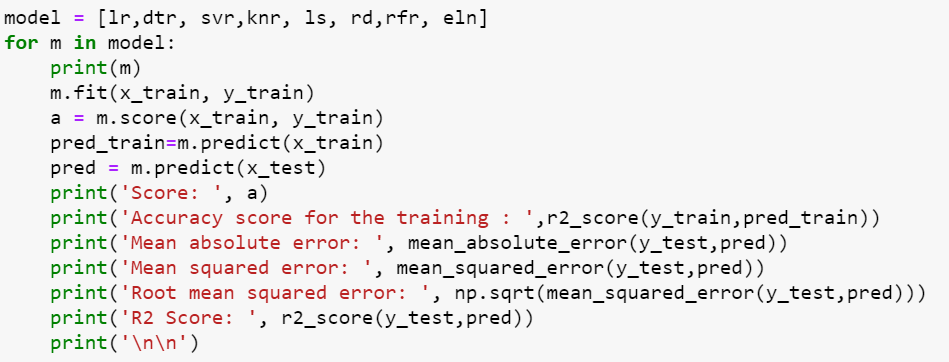 model = [lr,dtr, svr,knr, ls, rd,rfr, eln]
for m in model:
    print(m)
    m.fit(x_train, y_train)
    a = m.score(x_train, y_train)
    pred_train=m.predict(x_train)
    pred = m.predict(x_test)
    print('Score: ', a)
    print('Accuracy score for the training : ',r2_score(y_train,pred_train))
    print('Mean absolute error: ', mean_absolute_error(y_test,pred))
    print('Mean squared error: ', mean_squared_error(y_test,pred))
    print('Root mean squared error: ', np.sqrt(mean_squared_error(y_test,pred)))
    print('R2 Score: ', r2_score(y_test,pred))
    print('\n\n')